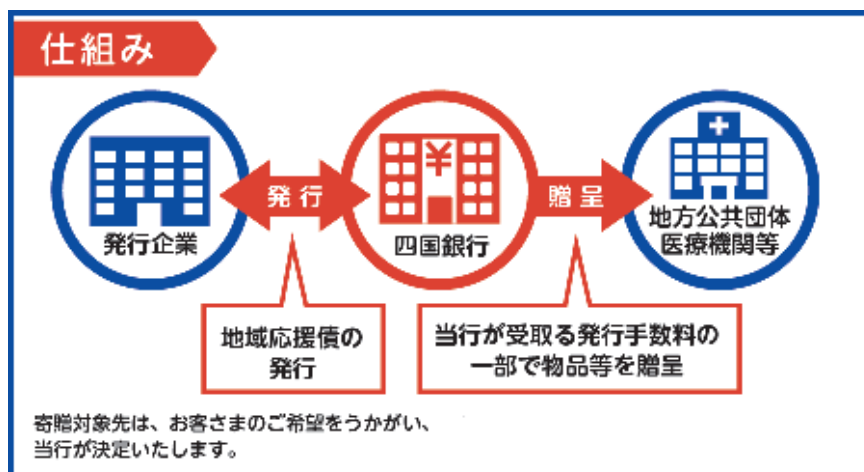 仕組み
発行企業
発行
四国銀行
贈呈
地方公共団体
医療機関等
地域応援債の
発行
当行が受取る発行手数料の
一部で物品等を贈呈
寄贈対象先は、お客さまのご希望をうかがい、
当行が決定いたします。